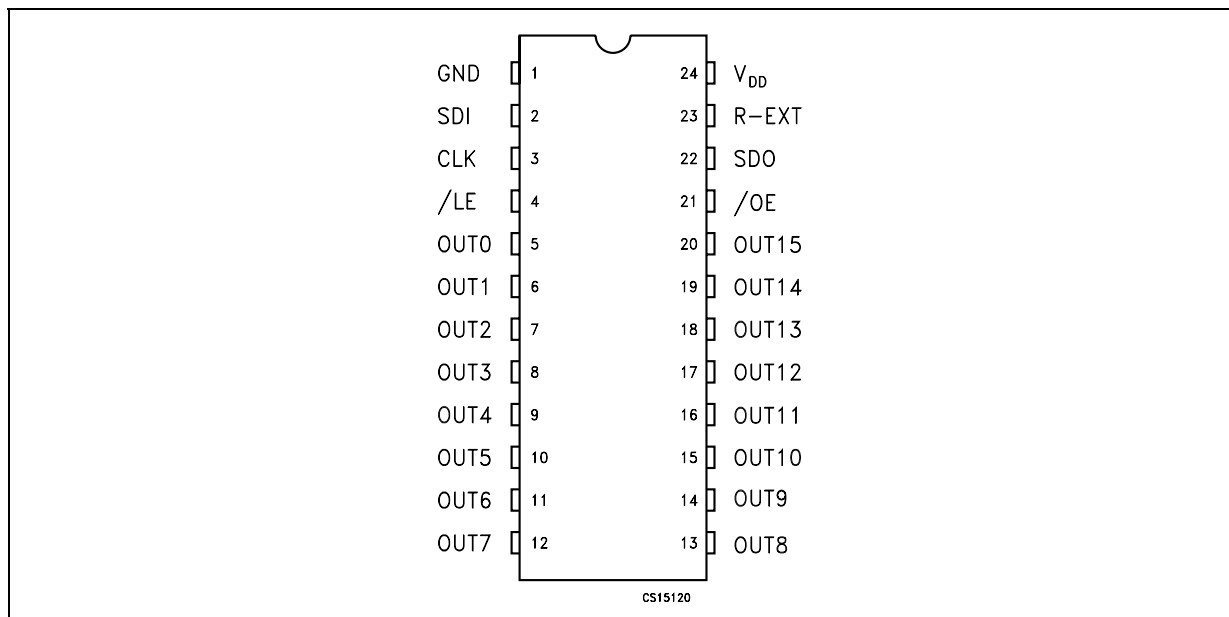 GND 1 24 VDD
SDI 2 23 R-EXT
CLK 3 22 SDO
/LE 4 21 /OE
OUT0 5 20 OUT15
OUT1 6 19 OUT14
OUT2 7 18 OUT13
OUT3 8 17 OUT12
OUT4 9 16 OUT11
OUT5 10 15 OUT10
OUT6 11 14 OUT9
OUT7 12 13 OUT8
CS15120